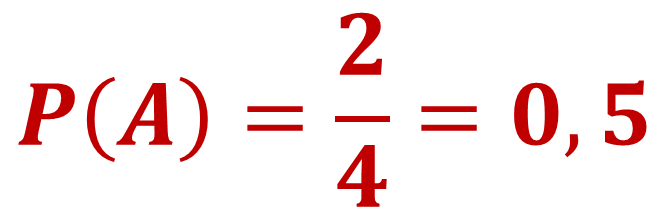 P(A) = 2/4 = 0,5